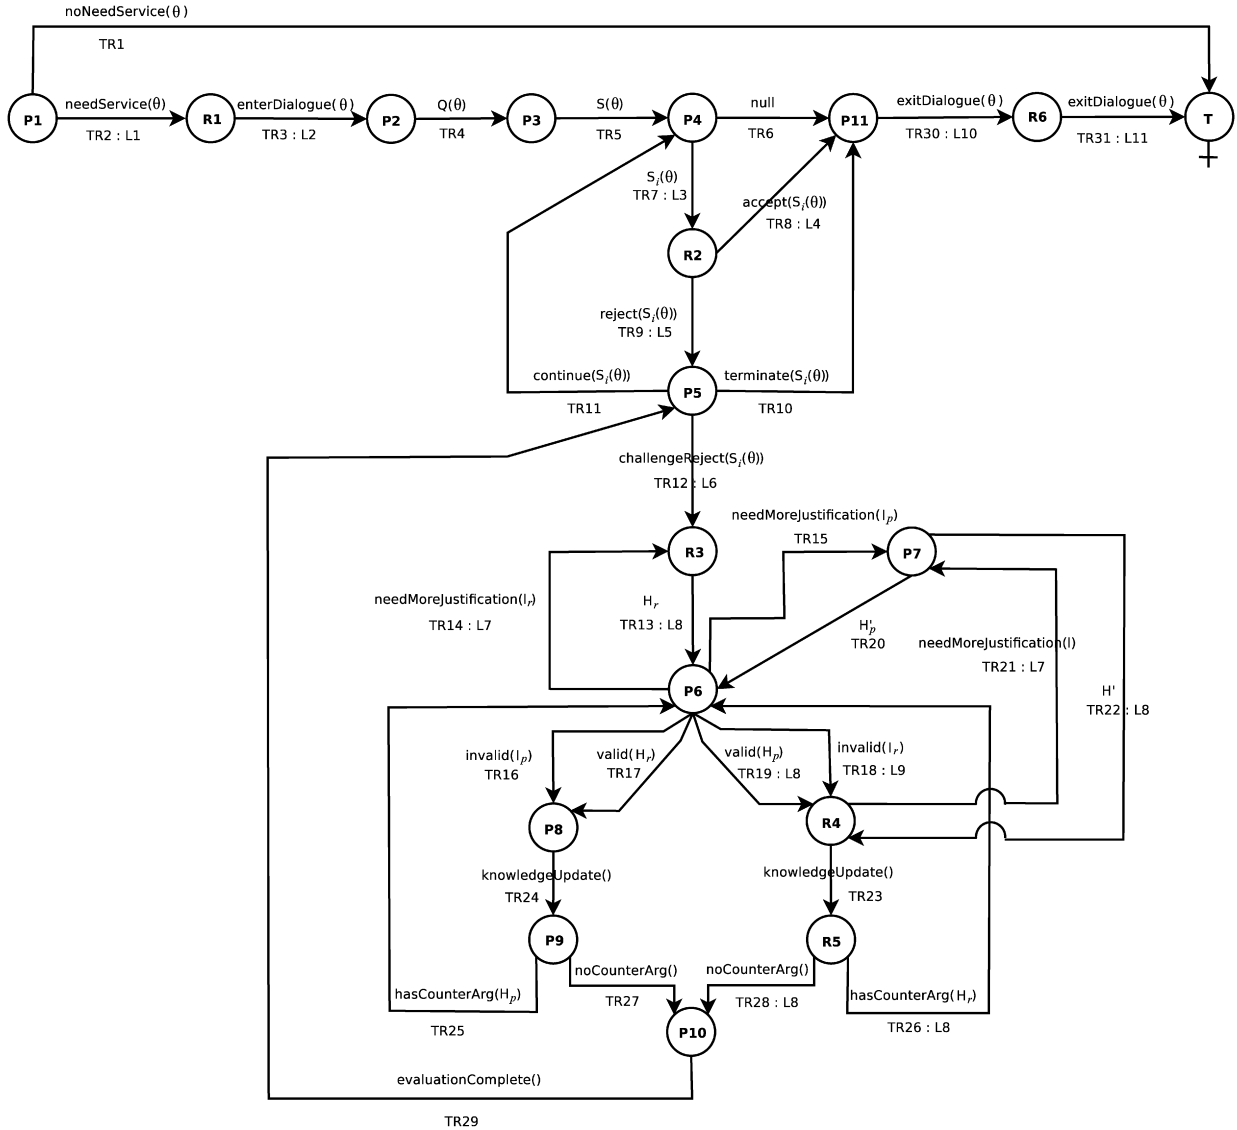 noNeedService(θ)
TR1
P1
needService(θ)
TR2 : L1
R1
enterDialogue(θ)
TR3 : L2
P2
Q(θ)
TR4
P3
S(θ)
TR5
P4
null
TR6
P11
exitDialogue(θ)
TR30 : L10
R6
exitDialogue(θ)
TR31 : L11
T
Si(θ)
TR7 : L3
accept(Si(θ))
TR8 : L4
R2
reject(Si(θ))
TR9 : L5
continue(Si(θ))
TR11
P5
terminate(Si(θ))
TR10
challengeReject(Si(θ))
TR12 : L6
needMoreJustification(Ip)
TR15
R3
P7
needMoreJustification(Ir)
TR14 : L7
Hr
TR13 : L8
H'p
TR20
needMoreJustification(I)
TR21 : L7
P6
H'
TR22 : L8
invalid(Ip)
TR16
valid(Hr)
TR17
valid(Hp)
TR19 : L8
invalid(Ir)
TR18 : L9
P8
R4
knowledgeUpdate()
TR24
knowledgeUpdate()
TR23
P9
R5
noCounterArg()
TR27
noCounterArg()
TR28 : L8
hasCounterArg(Hp)
TR25
hasCounterArg(Hr)
TR26 : L8
P10
evaluationComplete()
TR29